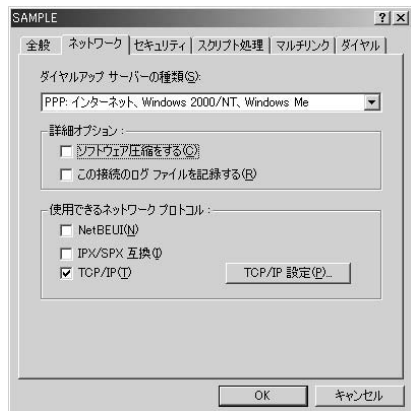 SAMPLE
全般 ネットワーク セキュリティ スクリプト処理 マルチリンク ダイヤル
ダイヤルアップ サーバーの種類(S):
PPP: インターネット、Windows 2000/NT、Windows Me
詳細オプション :
ソフトウェア圧縮をする(C)
この接続のログ ファイルを記録する(R)
使用できるネットワーク プロトコル :
NetBEUI(N)
IPX/SPX 互換(I)
TCP/IP(T) TCP/IP 設定(P)...
OK キャンセル